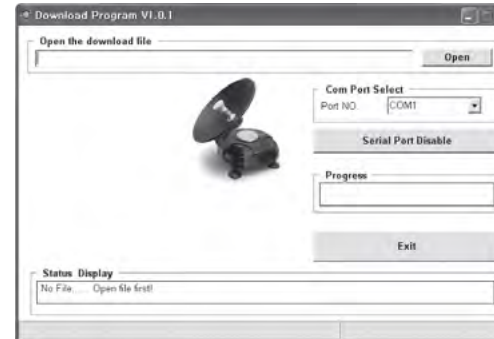 Download Program V1.0.1
Open the download file
Open
Com Port Select
Port NO. COM1
Serial Port Disable
Progress
Exit
Status Display
No File..... Open file first!